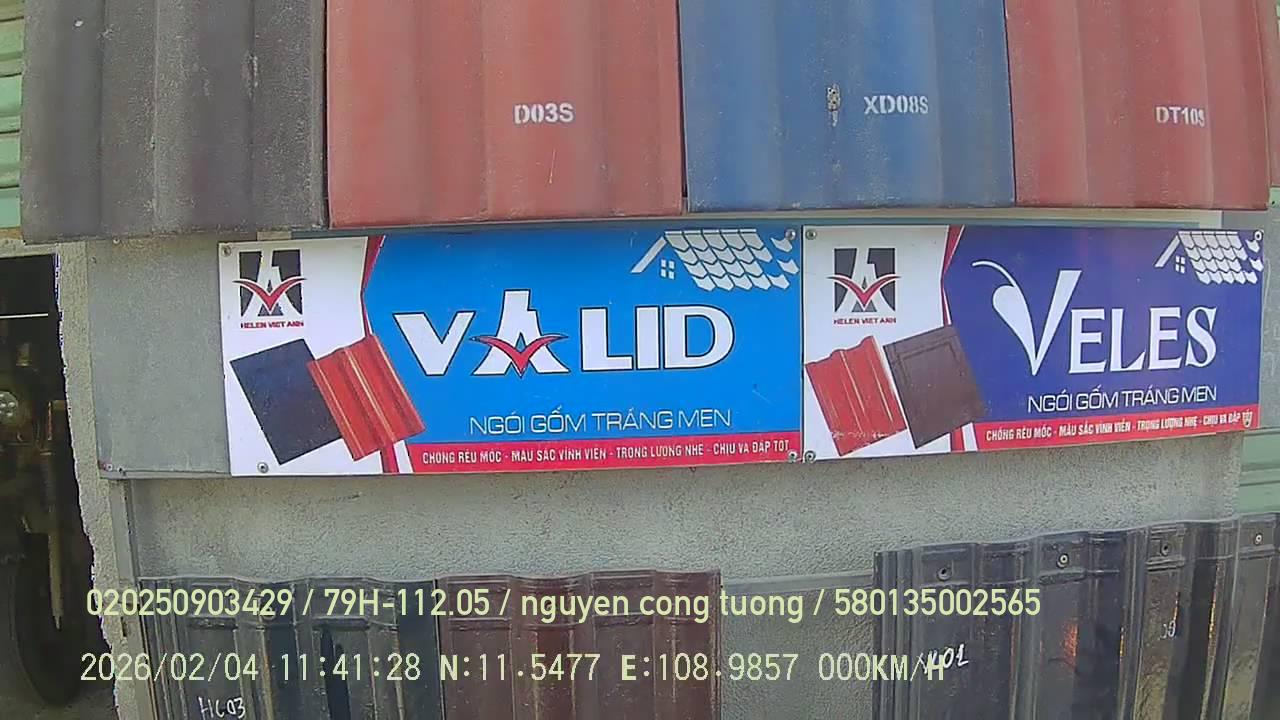 D03S
XD08S
DT10S
HELEN VIET ANH
VALID
NGÓI GỐM TRÁNG MEN
CHỐNG RÊU MỐC - MÀU SẮC VĨNH VIỄN - TRỌNG LƯỢNG NHẸ - CHỊU VA ĐẬP TỐT
HELEN VIET ANH
VELES
NGÓI GỐM TRÁNG MEN
CHỐNG RÊU MỐC - MÀU SẮC VĨNH VIỄN - TRỌNG LƯỢNG NHẸ - CHỊU VA ĐẬP TỐT
020250903429 / 79H-112.05 / nguyen cong tuong / 580135002565
2026/02/04 11:41:28 N:11.5477 E:108.9857 000KM/H
HC03